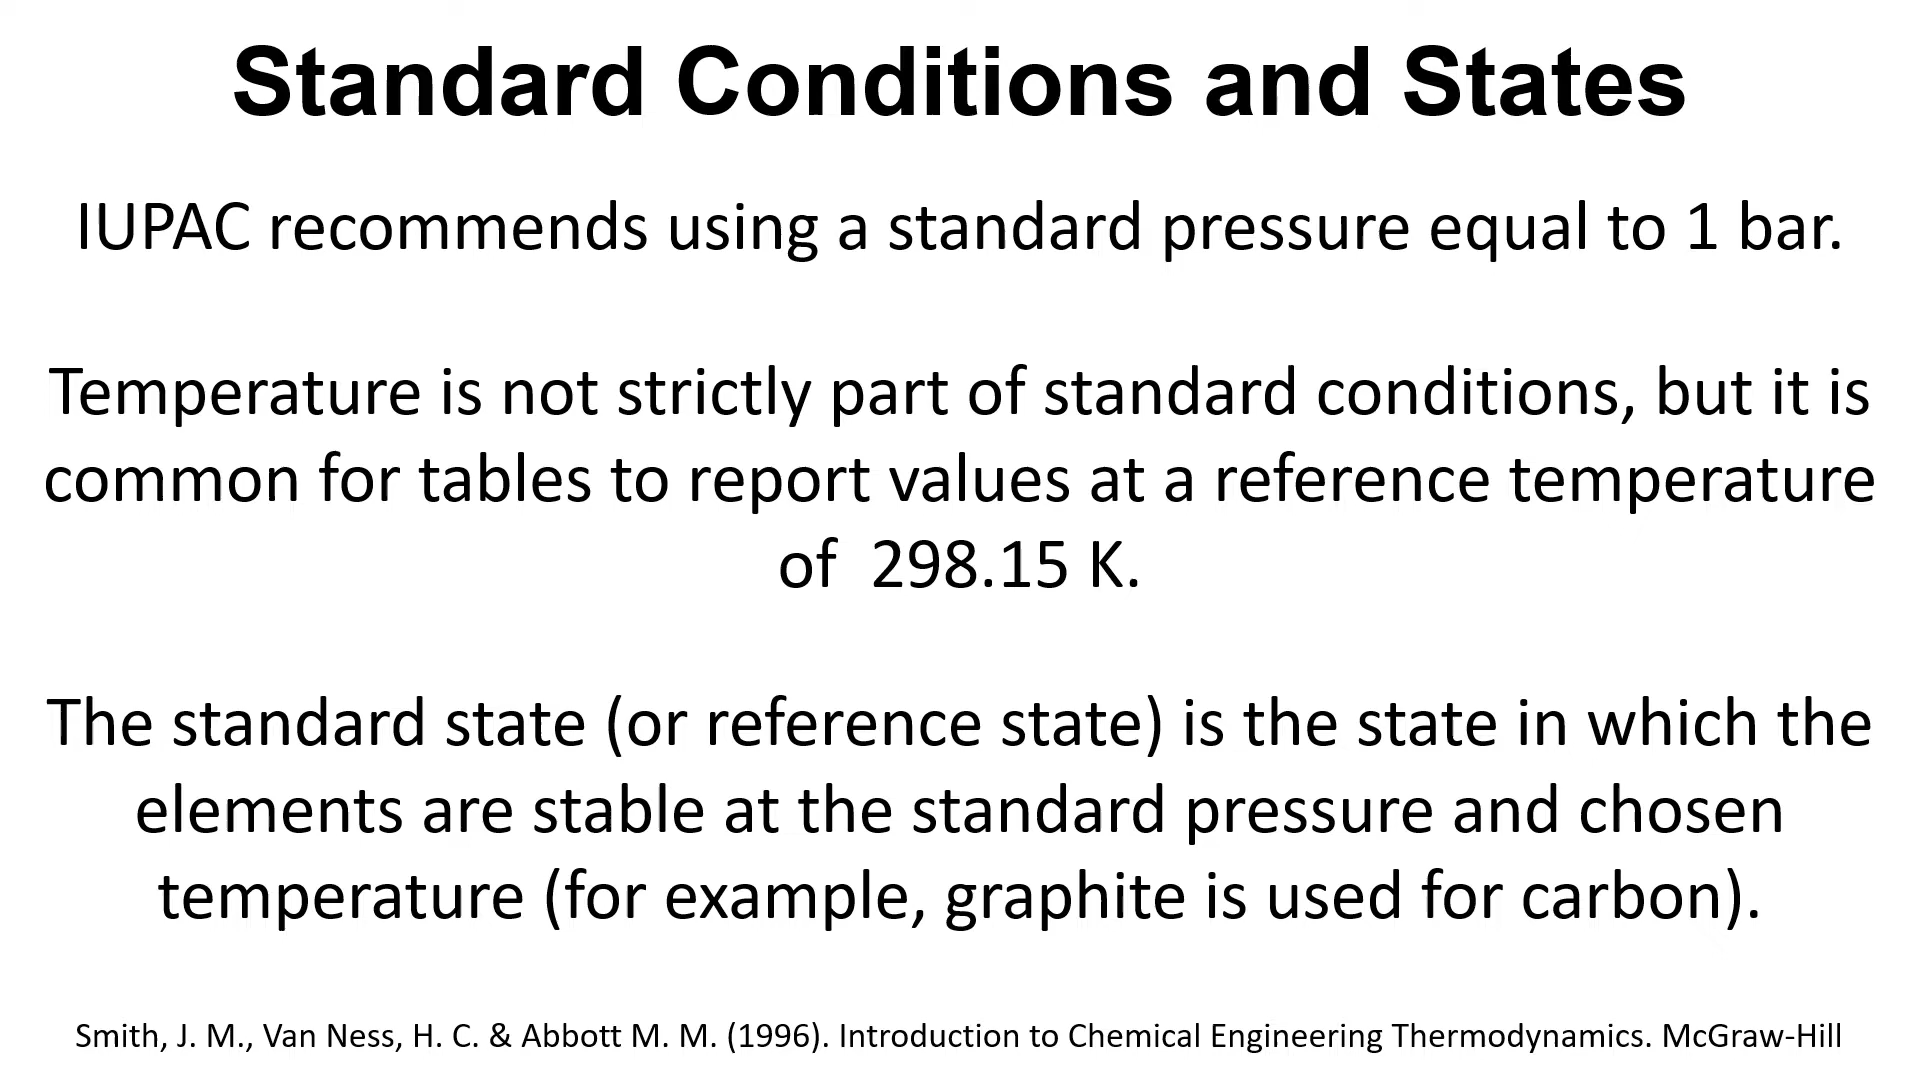 Standard Conditions and States
IUPAC recommends using a standard pressure equal to 1 bar.
Temperature is not strictly part of standard conditions, but it is
common for tables to report values at a reference temperature
of  298.15 K.
The standard state (or reference state) is the state in which the
elements are stable at the standard pressure and chosen
temperature (for example, graphite is used for carbon).
Smith, J. M., Van Ness, H. C. & Abbott M. M. (1996). Introduction to Chemical Engineering Thermodynamics. McGraw-Hill